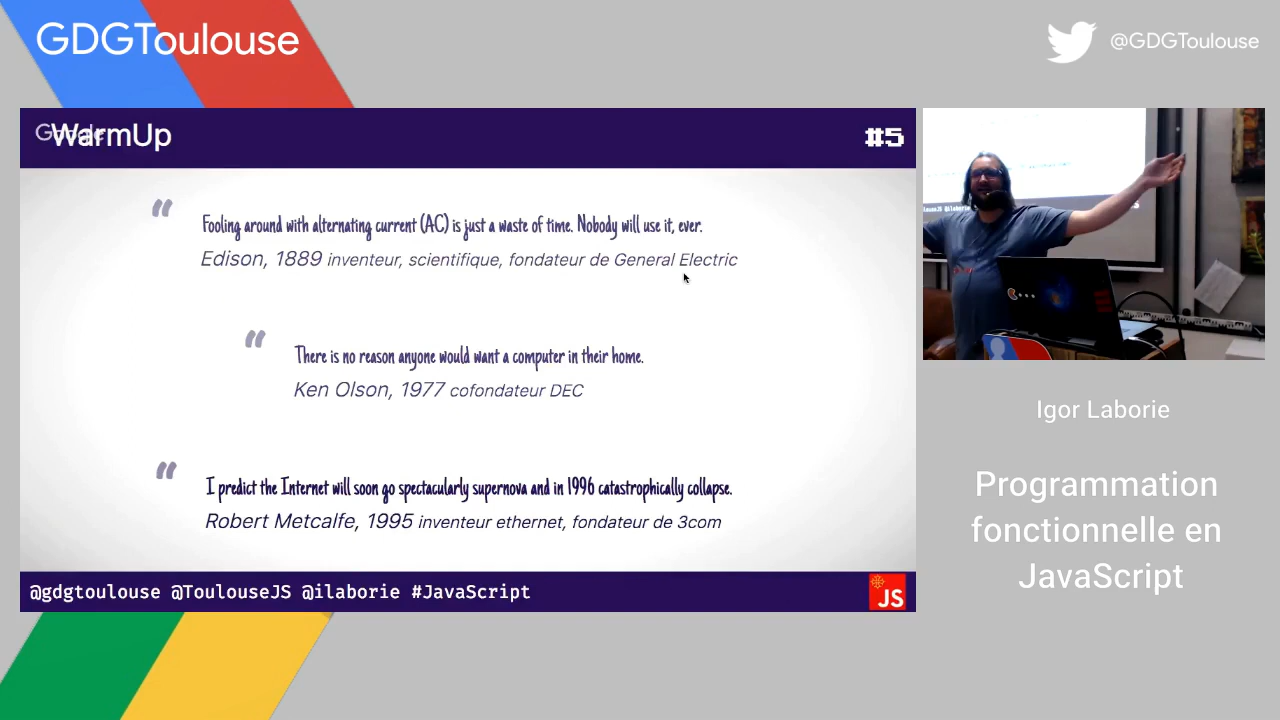 GDGToulouse
@GDGToulouse
Google
WarmUp
#5
“
Fooling around with alternating current (AC) is just a waste of time. Nobody will use it, ever.
Edison, 1889 inventeur, scientifique, fondateur de General Electric
“
There is no reason anyone would want a computer in their home.
Ken Olson, 1977 cofondateur DEC
“
I predict the Internet will soon go spectacularly supernova and in 1996 catastrophically collapse.
Robert Metcalfe, 1995 inventeur ethernet, fondateur de 3com
@gdgtoulouse @ToulouseJS @ilaborie #JavaScript
JS
Igor Laborie
Programmation
fonctionnelle en
JavaScript